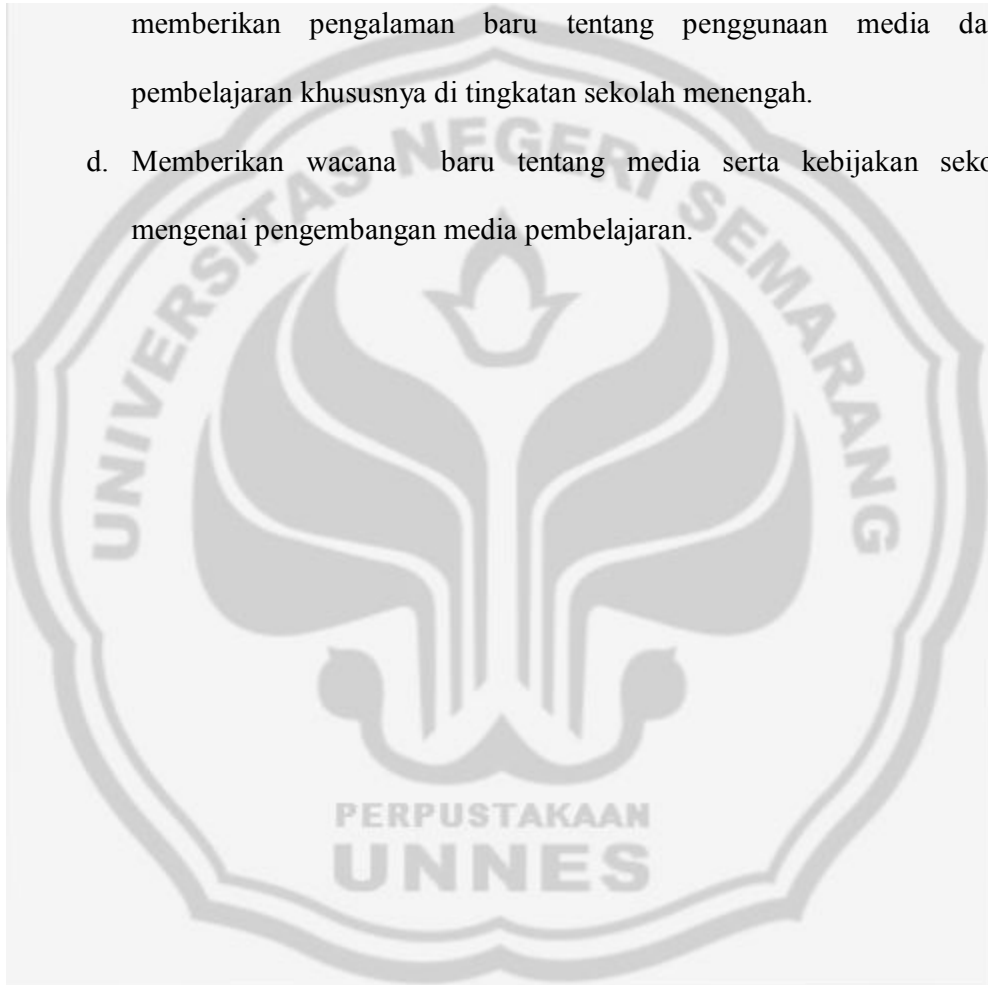 memberikan pengalaman baru tentang penggunaan media da
pembelajaran khususnya di tingkatan sekolah menengah.
d. Memberikan wacana baru tentang media serta kebijakan seko
mengenai pengembangan media pembelajaran.
UNIVERSITAS NEGERI SEMARANG
PERPUSTAKAAN
UNNES